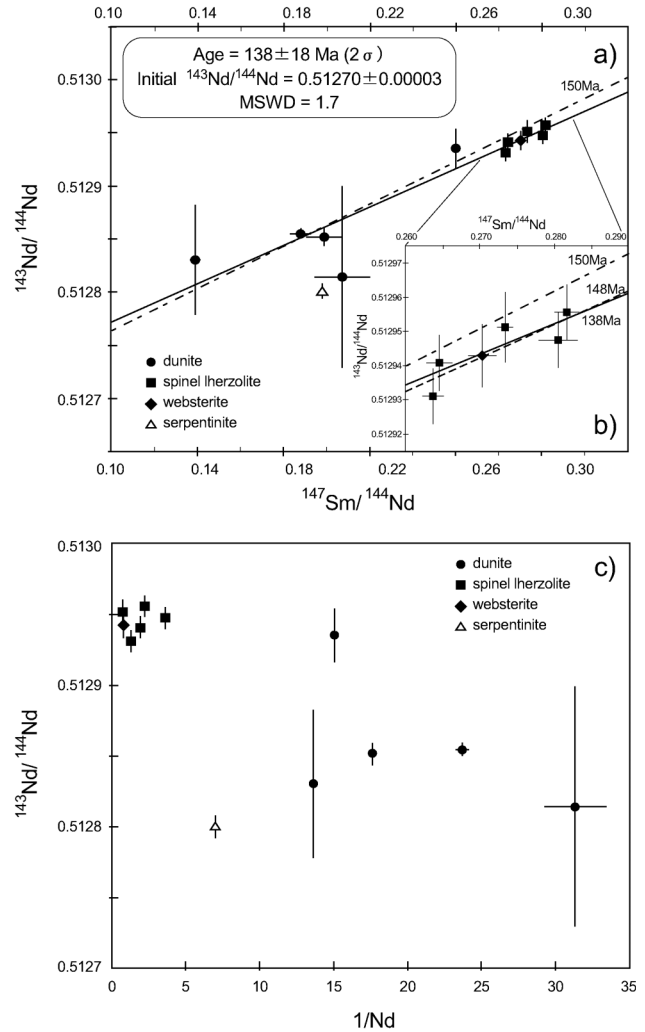 0.10 0.14 0.18 0.22 0.26 0.30
Age = 138±18 Ma (2 σ)
Initial ¹⁴³Nd/¹⁴⁴Nd = 0.51270±0.00003
MSWD = 1.7
a)
0.5130
0.5129
0.5128
0.5127
¹⁴³Nd/ ¹⁴⁴Nd
150Ma
¹⁴⁷Sm/ ¹⁴⁴Nd
0.260 0.270 0.280 0.290
0.51297
0.51296
0.51295
0.51294
0.51293
0.51292
¹⁴³Nd/ ¹⁴⁴Nd
150Ma
148Ma
138Ma
b)
dunite
spinel lherzolite
websterite
serpentinite
0.10 0.14 0.18 0.22 0.26 0.30
¹⁴⁷Sm/ ¹⁴⁴Nd
c)
0.5130
0.5129
0.5128
0.5127
¹⁴³Nd/ ¹⁴⁴Nd
dunite
spinel lherzolite
websterite
serpentinite
0 5 10 15 20 25 30 35
1/Nd